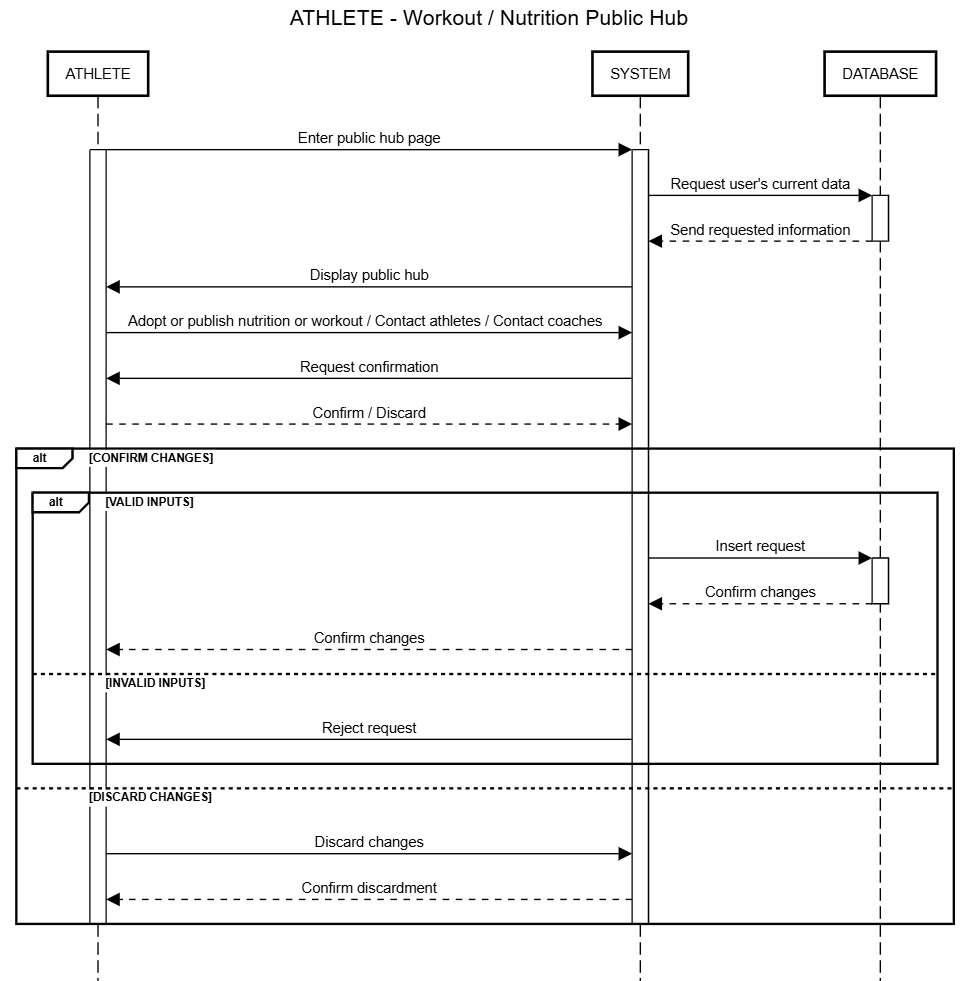 ATHLETE - Workout / Nutrition Public Hub
ATHLETE
SYSTEM
DATABASE
Enter public hub page
Request user's current data
Send requested information
Display public hub
Adopt or publish nutrition or workout / Contact athletes / Contact coaches
Request confirmation
Confirm / Discard
alt
[CONFIRM CHANGES]
alt
[VALID INPUTS]
Insert request
Confirm changes
Confirm changes
[INVALID INPUTS]
Reject request
[DISCARD CHANGES]
Discard changes
Confirm discardment